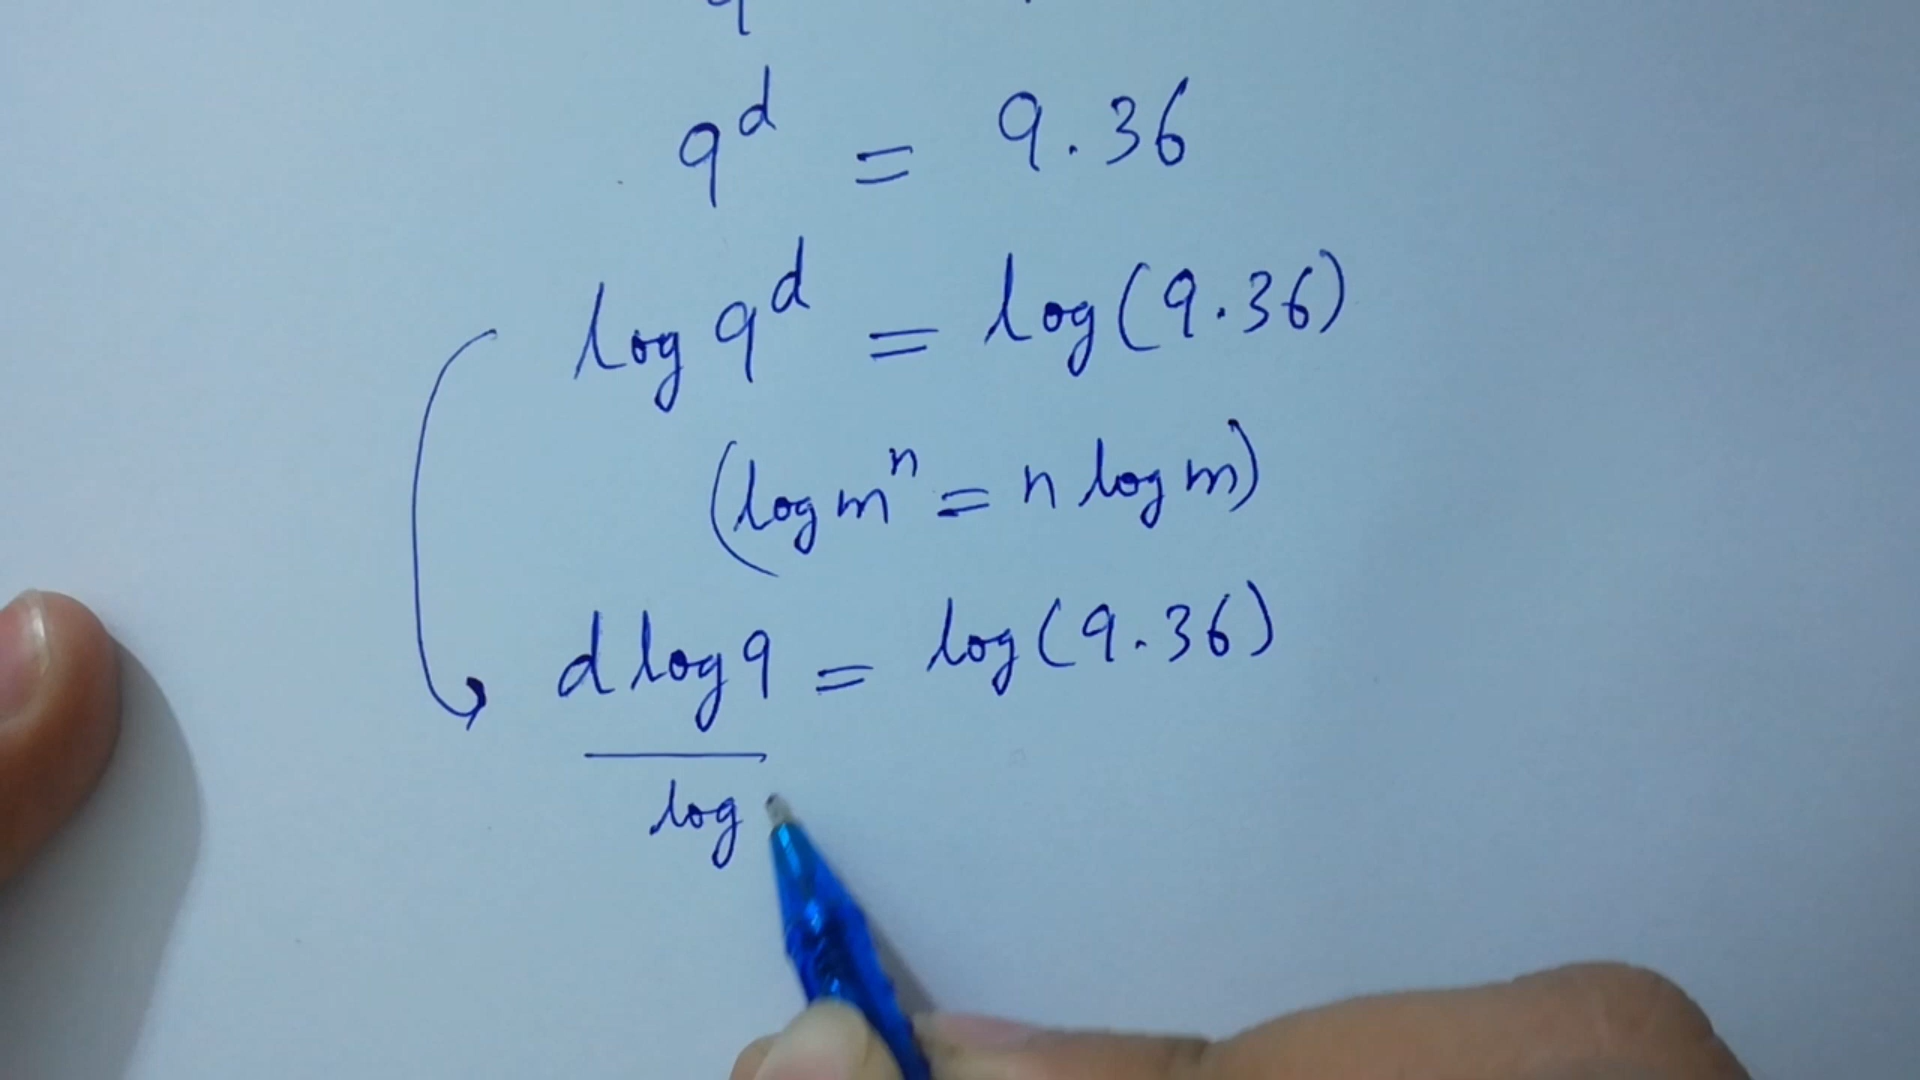 9^d = 9.36
log 9^d = log(9.36)
(log m^n = n log m)
d log 9 = log(9.36)
log